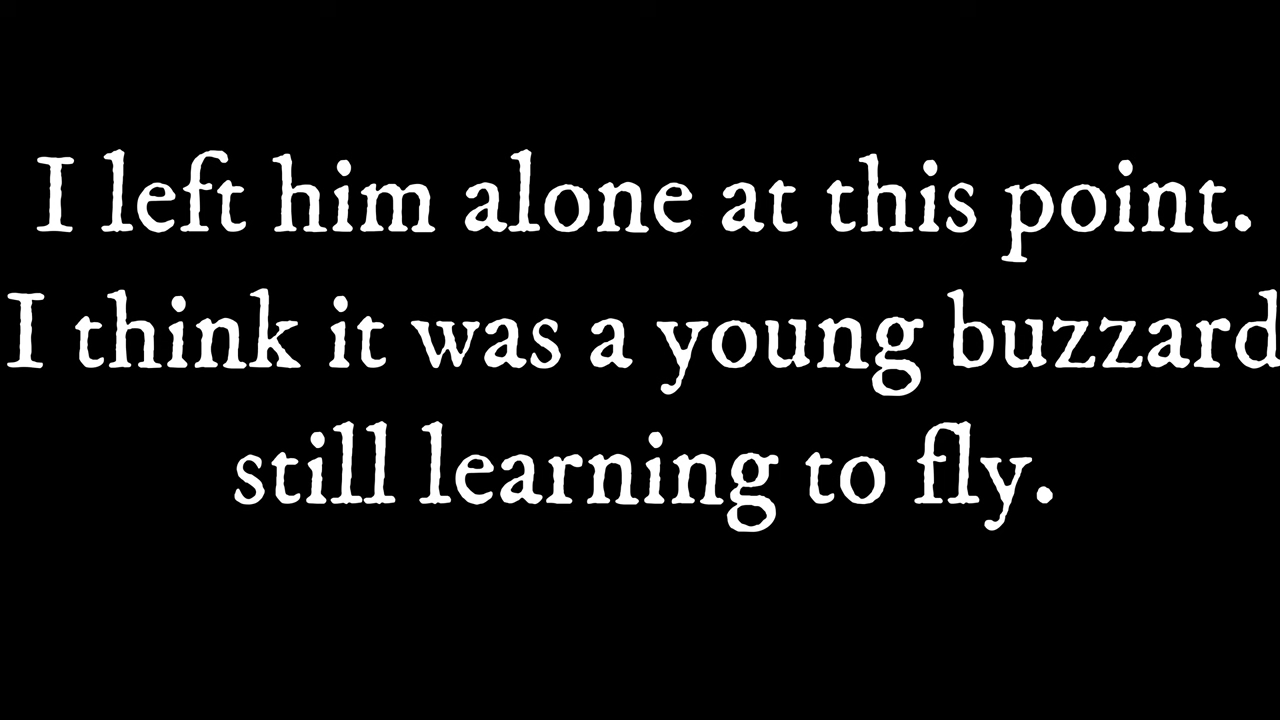 I left him alone at this point.
I think it was a young buzzard
still learning to fly.